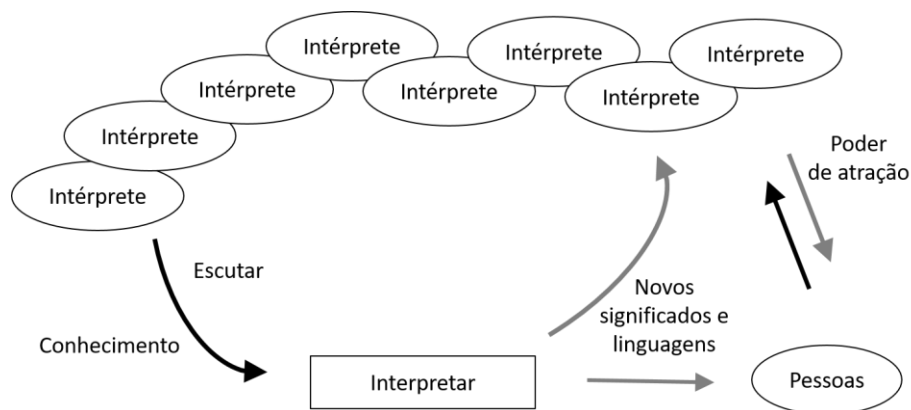 Intérprete
Intérprete
Intérprete
Intérprete
Intérprete
Intérprete
Intérprete
Intérprete
Poder
de atração
Escutar
Conhecimento
Novos
significados e
linguagens
Interpretar
Pessoas